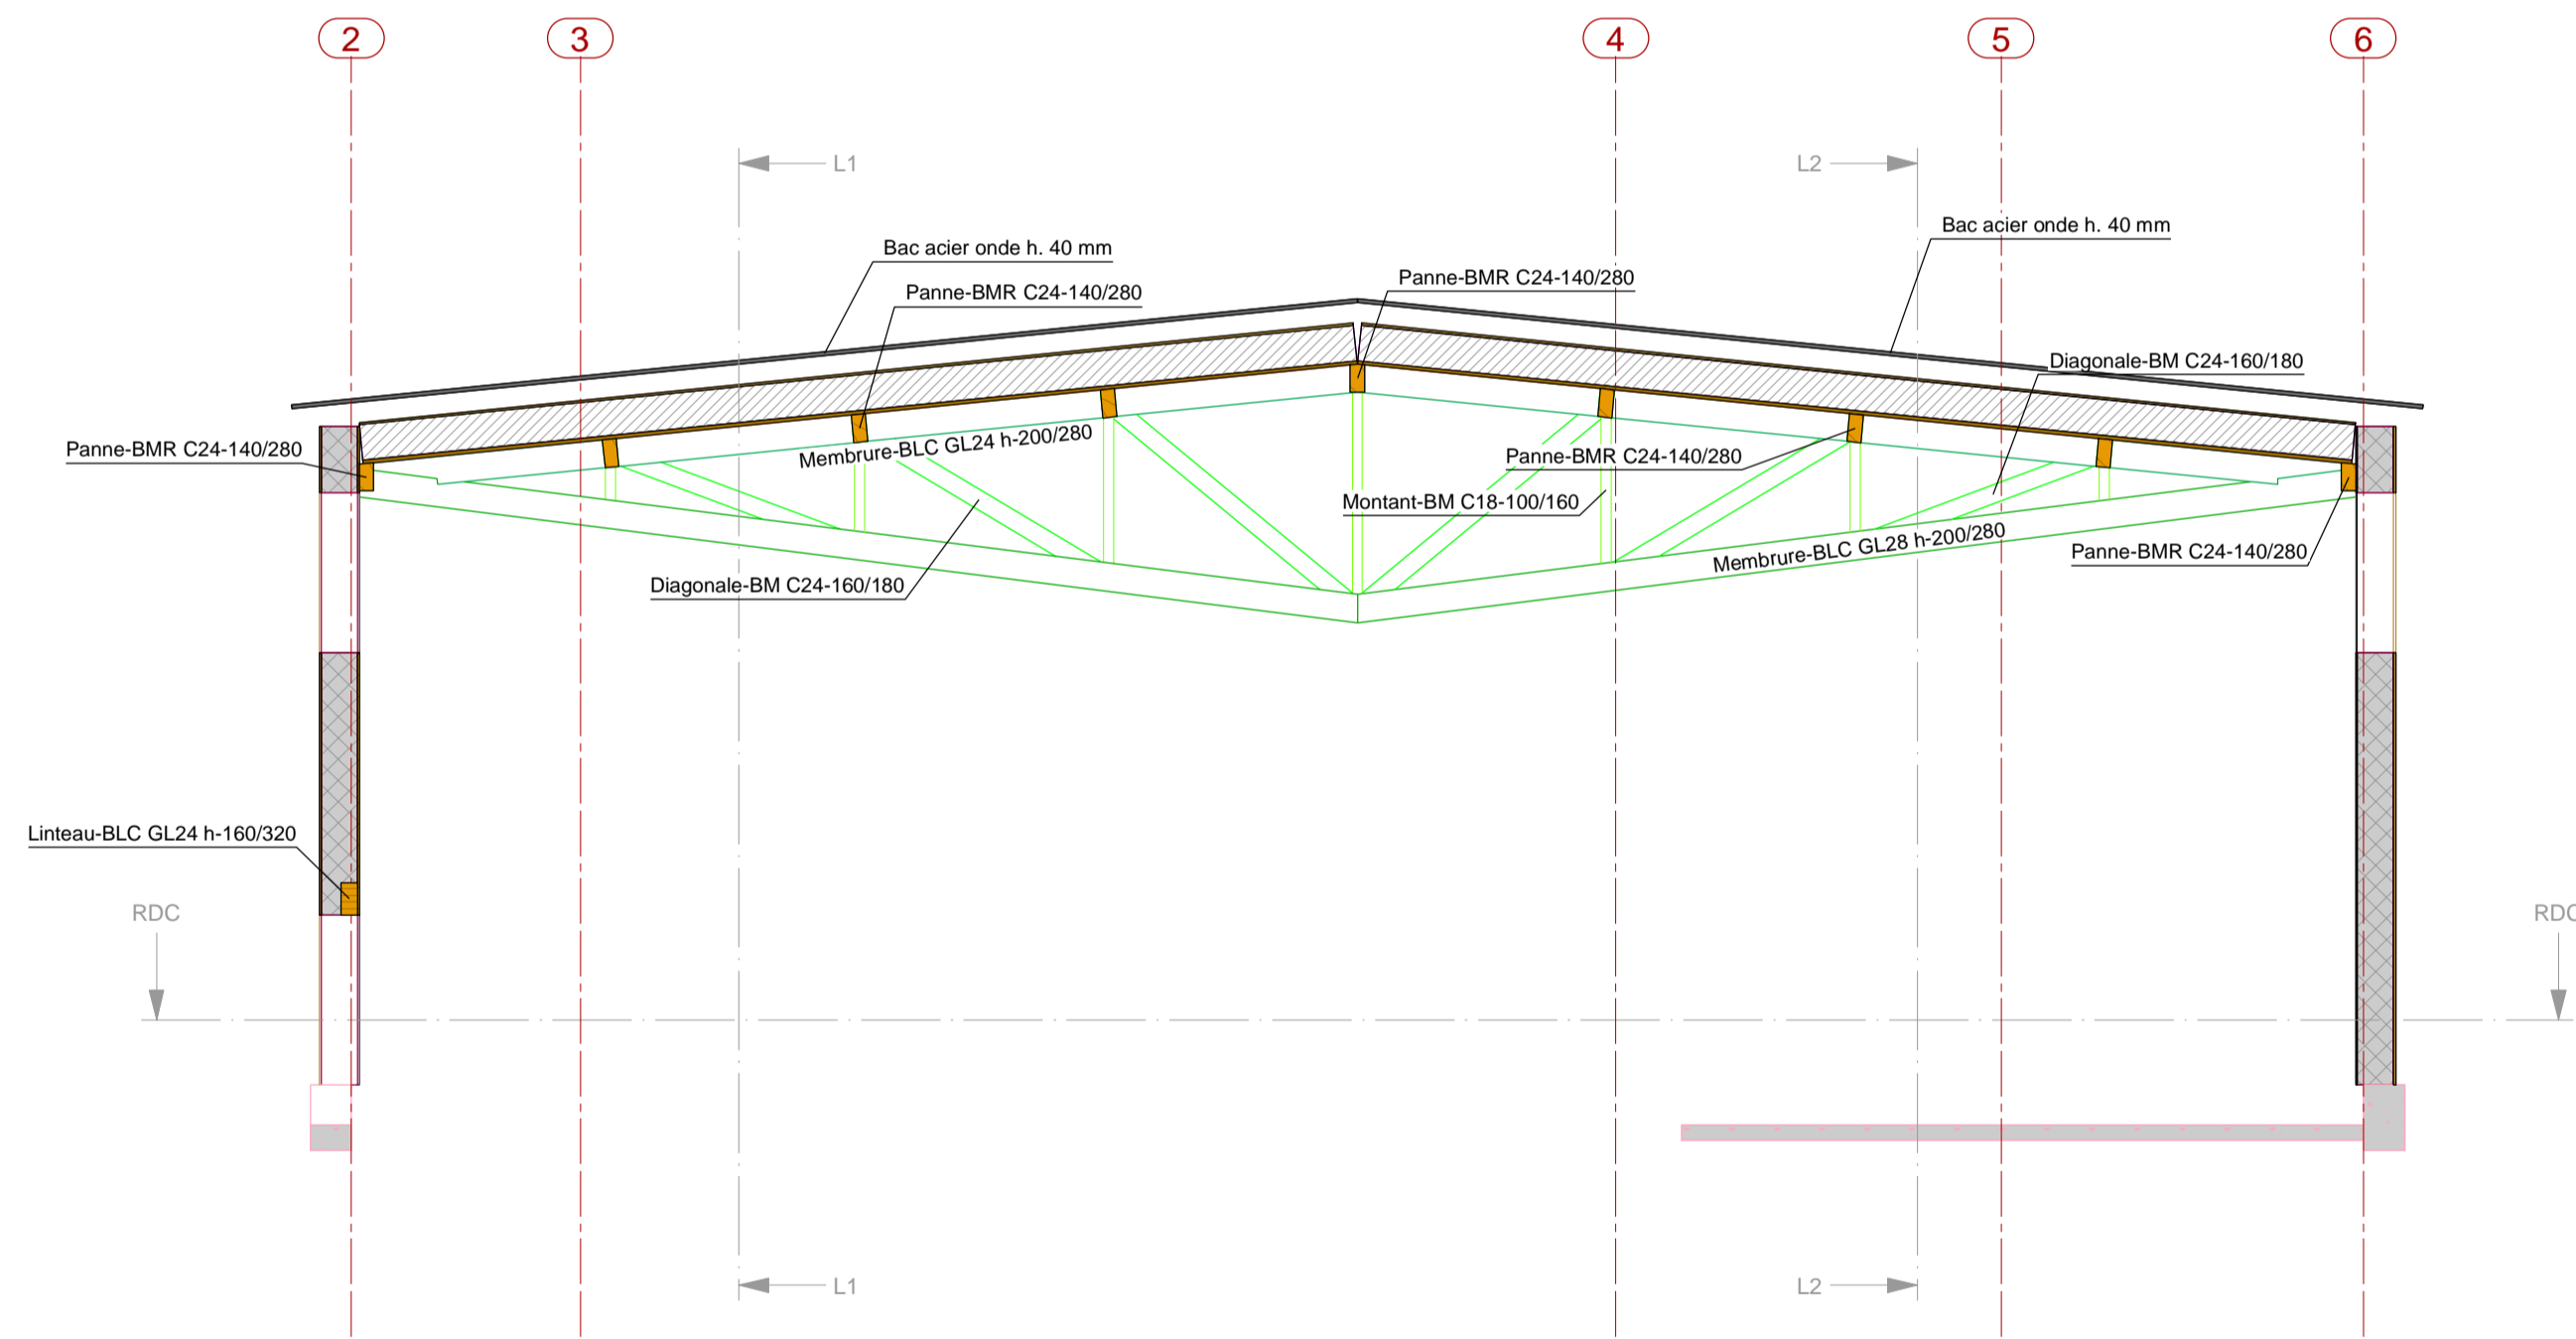 2
3
4
5
6
L1
L2
Bac acier onde h. 40 mm
Bac acier onde h. 40 mm
Panne-BMR C24-140/280
Panne-BMR C24-140/280
Diagonale-BM C24-160/180
Panne-BMR C24-140/280
Membrure-BLC GL24 h-200/280
Panne-BMR C24-140/280
Montant-BM C18-100/160
Membrure-BLC GL28 h-200/280
Panne-BMR C24-140/280
Diagonale-BM C24-160/180
Linteau-BLC GL24 h-160/320
RDC
RDC
L1
L2